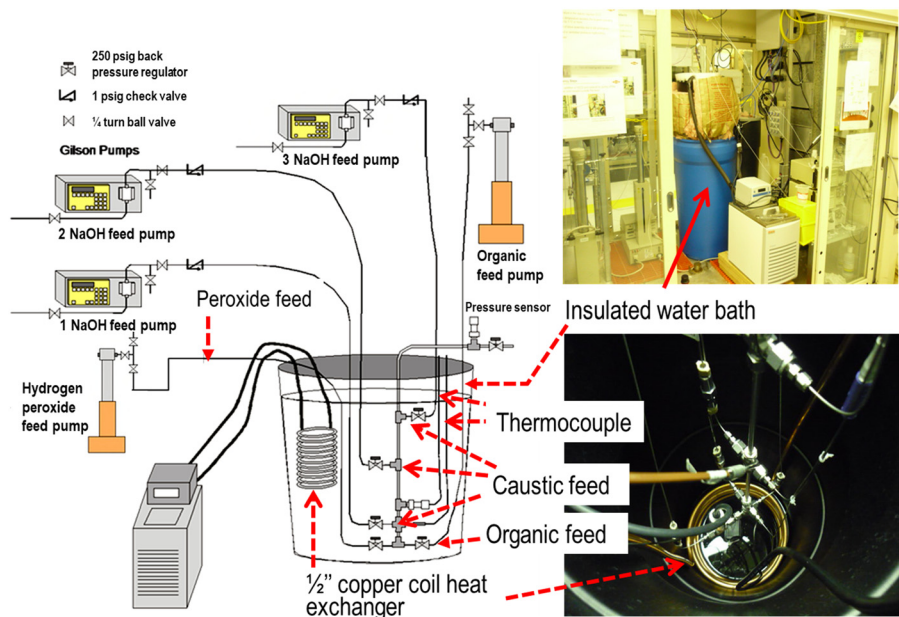 250 psig back
pressure regulator
1 psig check valve
¼ turn ball valve
Gilson Pumps
3 NaOH feed pump
2 NaOH feed pump
Organic
feed pump
1 NaOH feed pump
Peroxide feed
Pressure sensor
Insulated water bath
Hydrogen
peroxide
feed pump
Thermocouple
Caustic feed
Organic feed
½” copper coil heat
exchanger